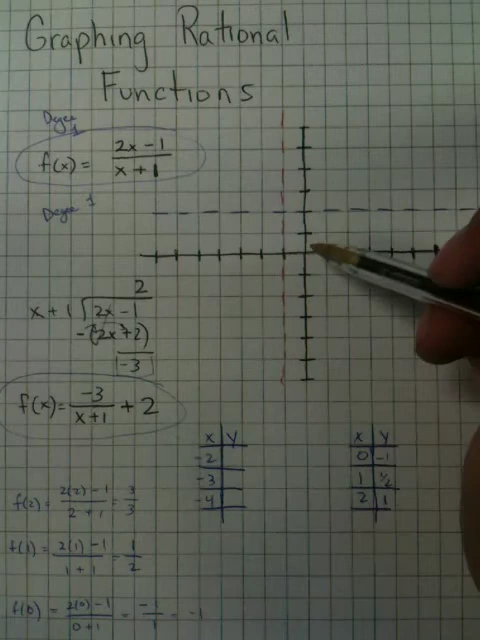 Graphing Rational
Functions
Degree 1
f(x) = 2x - 1 / x + 1
Degree 1
2
x + 1 √ 2x - 1
-(2x + 2)
-3
f(x) = -3 / x + 1 + 2
x y
-2
-3
-4
x y
0 -1
1 1/2
2 1
f(2) = 2(2) - 1 / 2 + 1 = 3 / 3
f(1) = 2(1) - 1 / 1 + 1 = 1 / 2
f(0) = 2(0) - 1 / 0 + 1 = -1 / 1 = -1